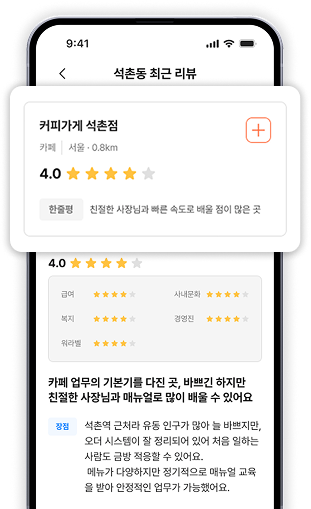 9:41
석촌동 최근 리뷰
커피가게 석촌점
카페 서울 · 0.8km
4.0
한줄평 친절한 사장님과 빠른 속도로 배울 점이 많은 곳
4.0
급여 사내문화
복지 경영진
워라벨
카페 업무의 기본기를 다진 곳, 바쁘긴 하지만
친절한 사장님과 매뉴얼로 많이 배울 수 있어요
장점 석촌역 근처라 유동 인구가 많아 늘 바쁘지만,
오더 시스템이 잘 정리되어 있어 처음 일하는
사람도 금방 적응할 수 있어요.
메뉴가 다양하지만 정기적으로 매뉴얼 교육
을 받아 안정적인 업무가 가능했어요.